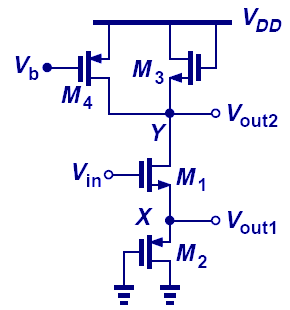 V_DD
V_b
M_3
M_4
Y
V_out2
V_in
M_1
X
V_out1
M_2